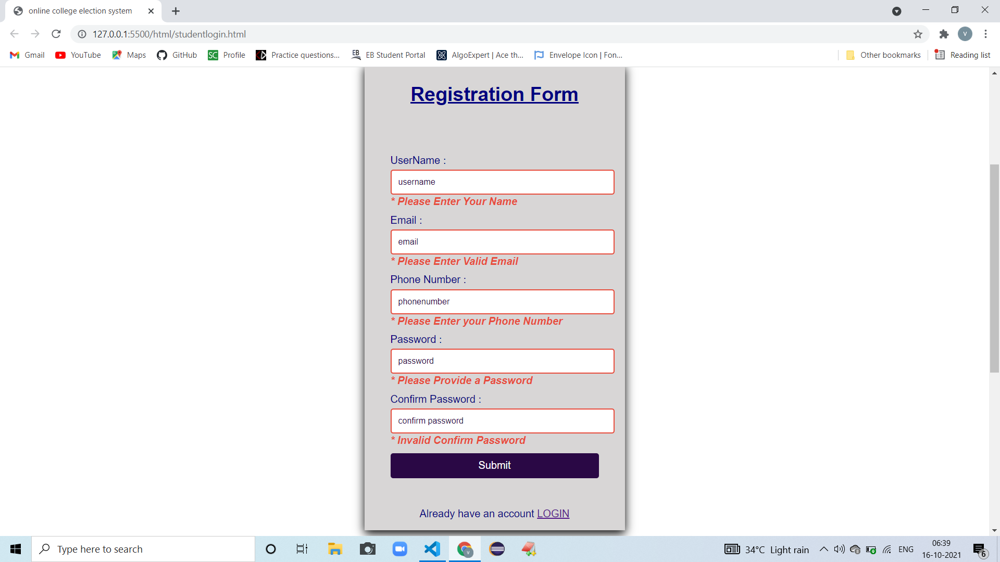 online college election system
127.0.0.1:5500/html/studentlogin.html
V
Gmail YouTube Maps GitHub SC Profile Practice questions... EB EB Student Portal AlgoExpert | Ace th... Envelope Icon | Fon... Other bookmarks Reading list
Registration Form
UserName :
username
* Please Enter Your Name
Email :
email
* Please Enter Valid Email
Phone Number :
phonenumber
* Please Enter your Phone Number
Password :
password
* Please Provide a Password
Confirm Password :
confirm password
* Invalid Confirm Password
Submit
Already have an account LOGIN
Type here to search
34°C Light rain
ENG
06:39
16-10-2021
6